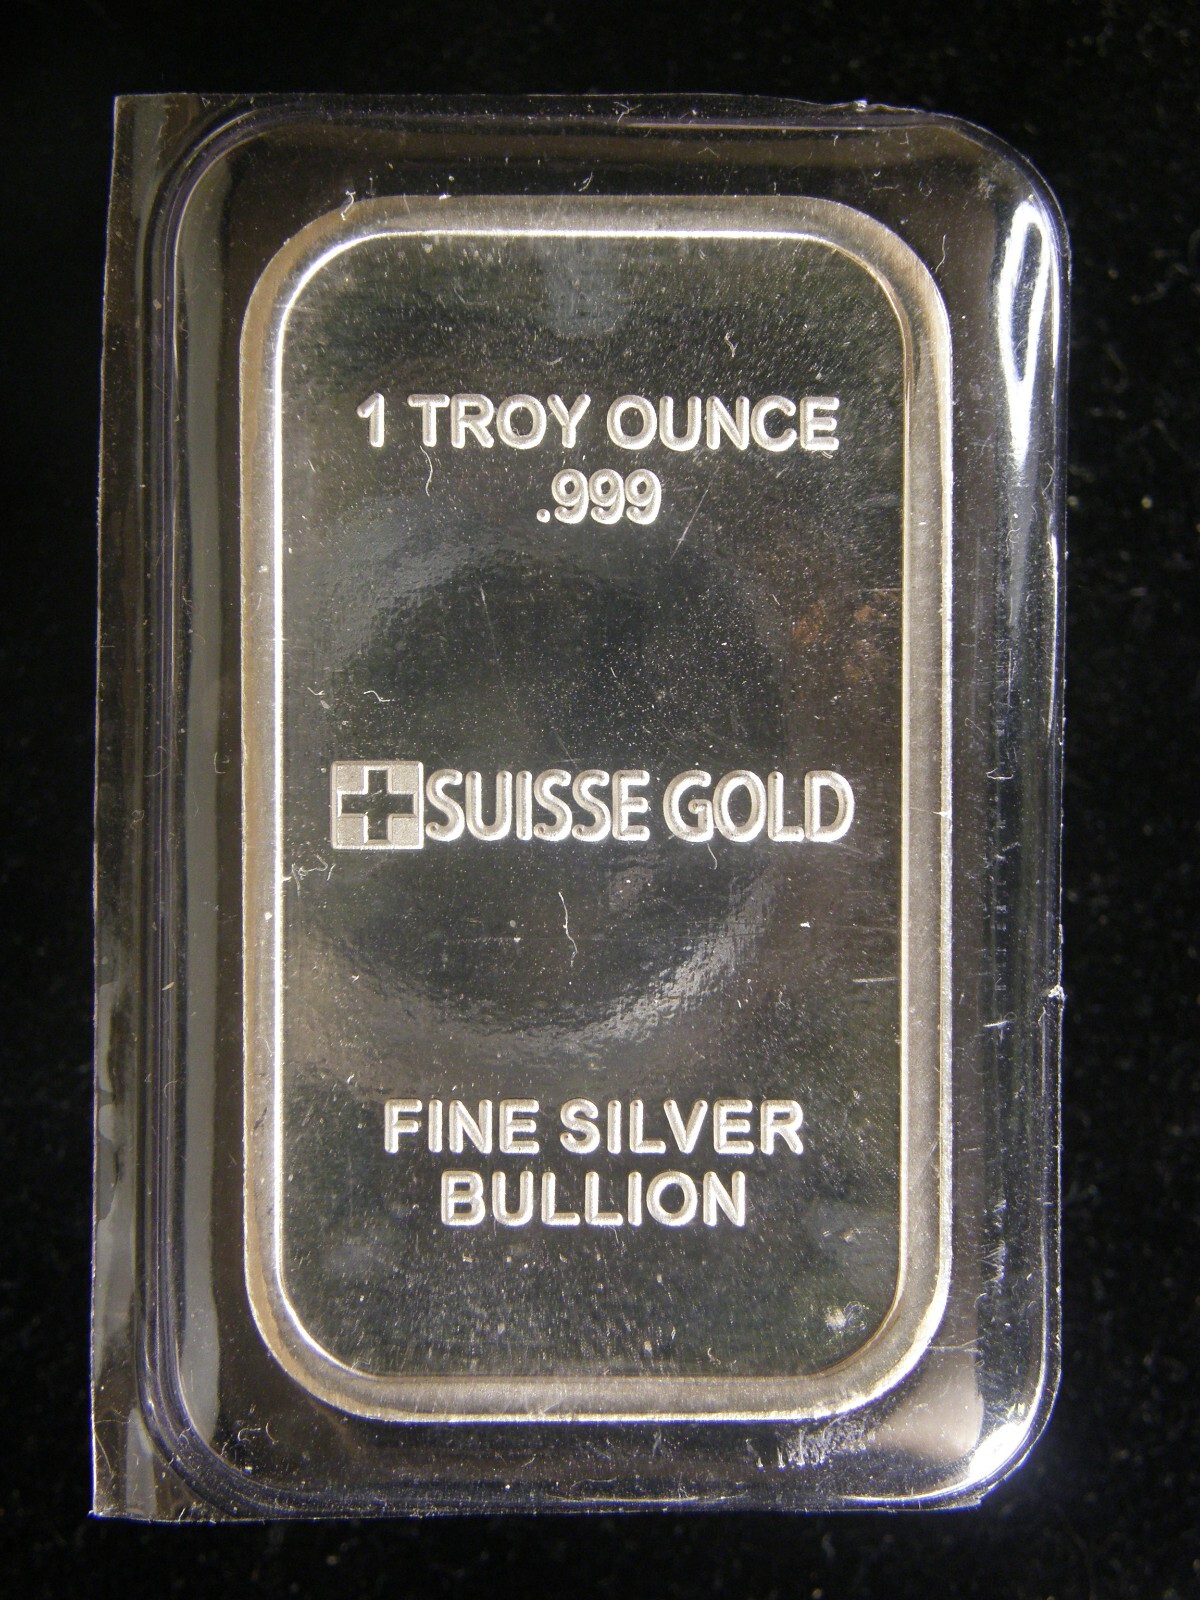 1 TROY OUNCE
.999
SUISSE GOLD
FINE SILVER
BULLION